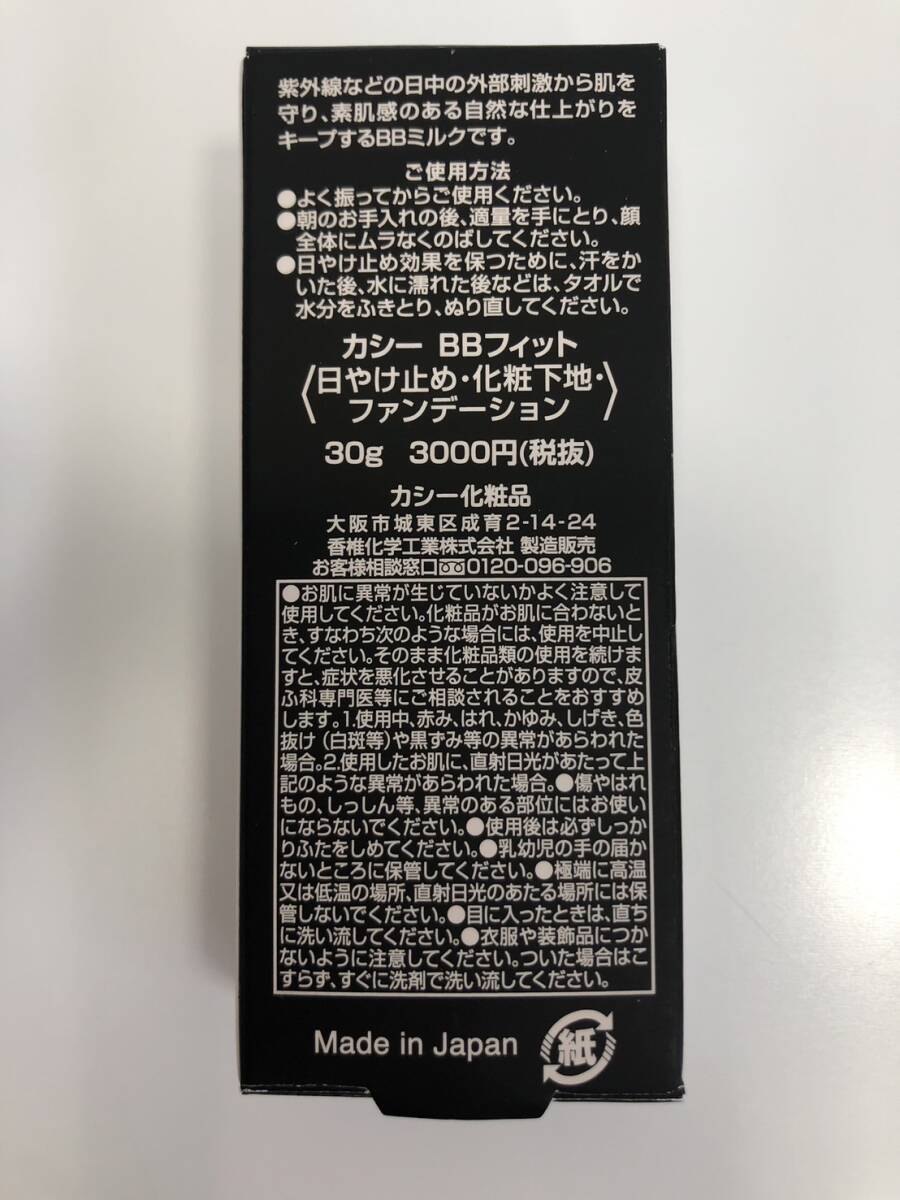 紫外線などの日中の外部刺激から肌を
守り、素肌感のある自然な仕上がりを
キープするBBミルクです。
ご使用方法
●よく振ってからご使用ください。
●朝のお手入れの後、適量を手にとり、顔
全体にムラなくのばしてください。
●日やけ止め効果を保つために、汗をか
いた後、水に濡れた後などは、タオルで
水分をふきとり、ぬり直してください。
カシー BBフィット
〈日やけ止め・化粧下地・
ファンデーション〉
30g 3000円(税抜)
カシー化粧品
大阪市城東区成育2-14-24
香椎化学工業株式会社 製造販売
お客様相談窓口 0120-096-906
●お肌に異常が生じていないかよく注意して
使用してください。化粧品がお肌に合わないと
き、すなわち次のような場合には、使用を中止し
てください。そのまま化粧品類の使用を続けま
すと、症状を悪化させることがありますので、皮
ふ科専門医等にご相談されることをおすすめ
します。1.使用中、赤み、はれ、かゆみ、しげき、色
抜け(白斑等)や黒ずみ等の異常があらわれた
場合。2.使用したお肌に、直射日光があたって上
記のような異常があらわれた場合。●傷やはれ
もの、しっしん等、異常のある部位にはお使い
にならないでください。●使用後は必ずしっか
りふたをしめてください。●乳幼児の手の届か
ないところに保管してください。●極端に高温
又は低温の場所、直射日光のあたる場所には保
管しないでください。●目に入ったときは、直ち
に洗い流してください。●衣服や装飾品につか
ないように注意してください。ついた場合はこ
すらず、すぐに洗剤で洗い流してください。
Made in Japan
紙